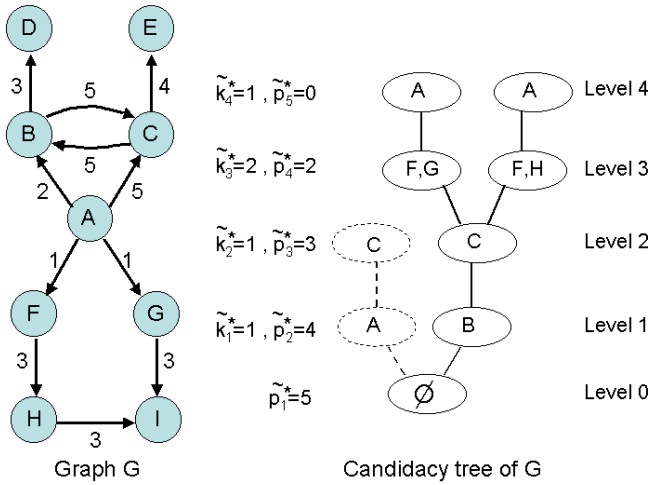 D
E
3
5
4
B
C
5
2
5
A
1
1
F
G
3
3
H
I
3
Graph G
k̃*₄=1 , p̃*₅=0
A
A
Level 4
k̃*₃=2 , p̃*₄=2
F,G
F,H
Level 3
k̃*₂=1 , p̃*₃=3
C
C
Level 2
k̃*₁=1 , p̃*₂=4
A
B
Level 1
p̃*₁=5
Ø
Level 0
Candidacy tree of G